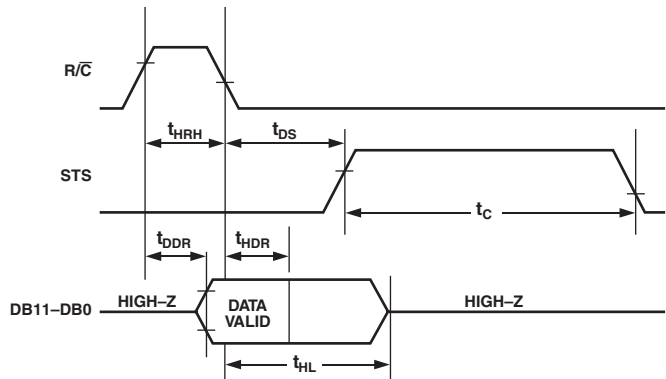 R/C̅
tHRH
tDS
STS
tC
tDDR
tHDR
DB11–DB0
HIGH–Z
DATA
VALID
HIGH–Z
tHL